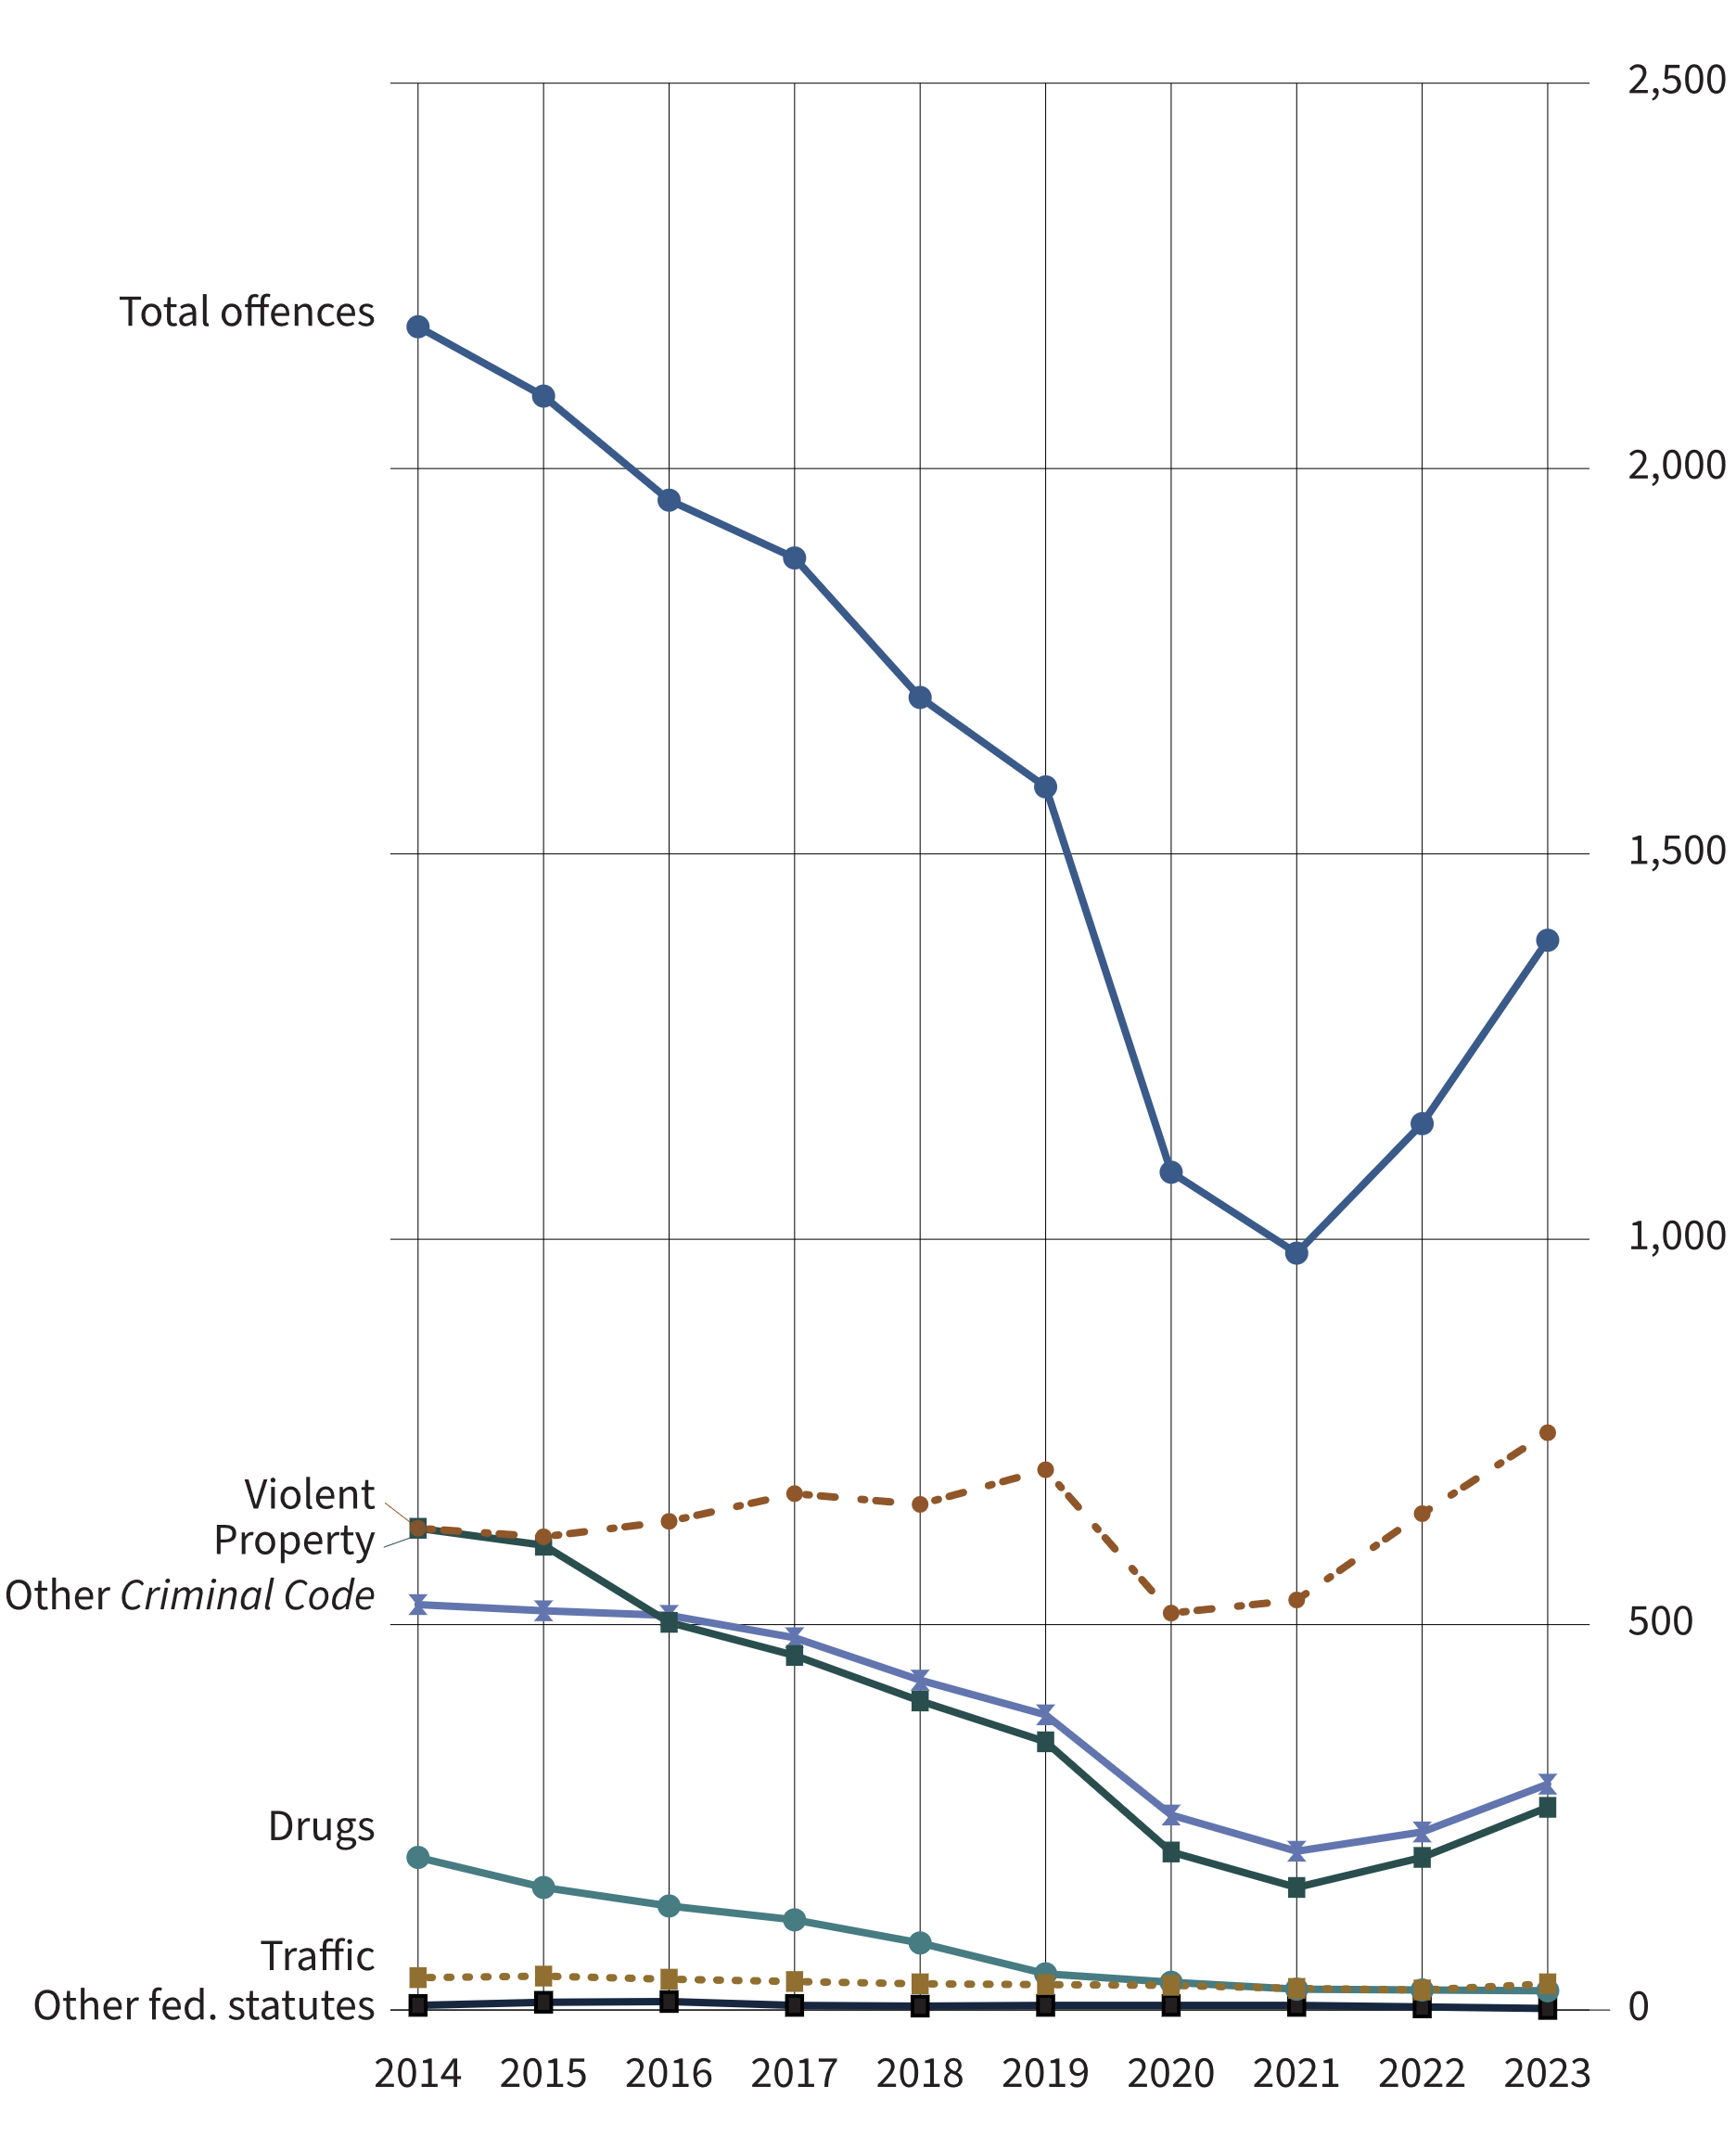 2,500
Total offences
2,000
1,500
1,000
Violent
Property
Other Criminal Code
500
Drugs
Traffic
Other fed. statutes
0
2014 2015 2016 2017 2018 2019 2020 2021 2022 2023